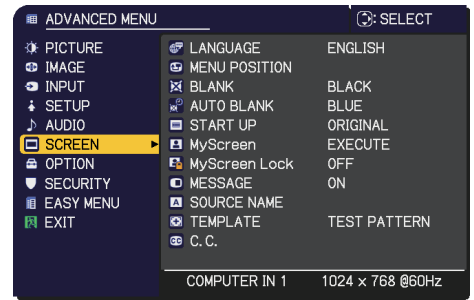 ADVANCED MENU : SELECT
PICTURE
IMAGE
INPUT
SETUP
AUDIO
SCREEN
OPTION
SECURITY
EASY MENU
EXIT
LANGUAGE ENGLISH
MENU POSITION
BLANK BLACK
AUTO BLANK BLUE
START UP ORIGINAL
MyScreen EXECUTE
MyScreen Lock OFF
MESSAGE ON
SOURCE NAME
TEMPLATE TEST PATTERN
C.C.
COMPUTER IN 1 1024 x 768 @60Hz